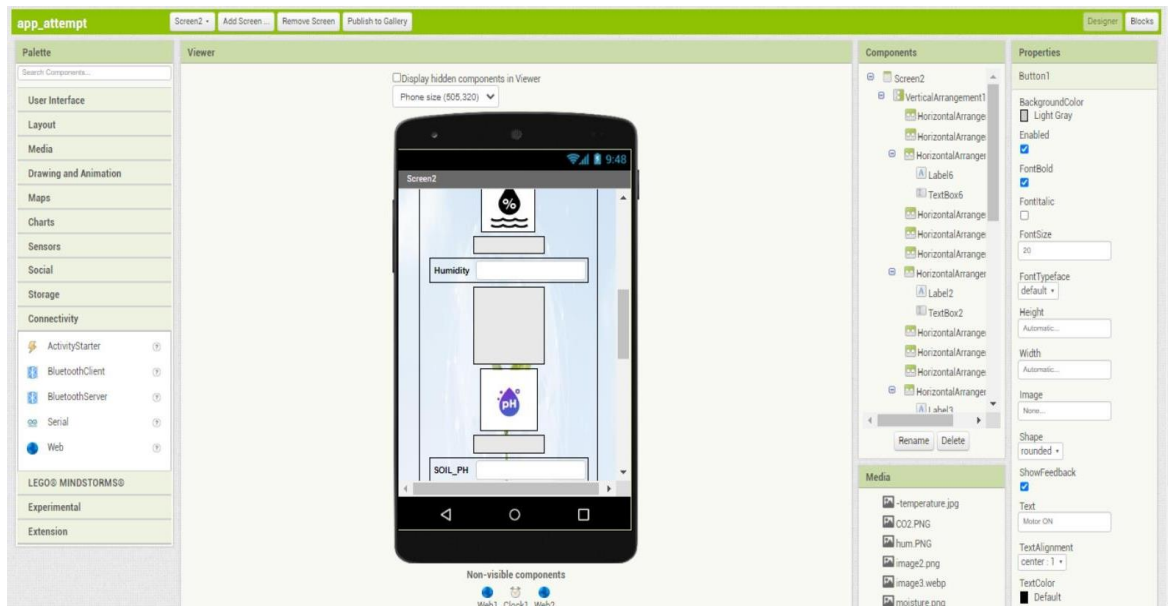 app_attempt
Screen2
Add Screen ...
Remove Screen
Publish to Gallery
Designer
Blocks
Palette
Search Components...
User Interface
Layout
Media
Drawing and Animation
Maps
Charts
Sensors
Social
Storage
Connectivity
ActivityStarter
BluetoothClient
BluetoothServer
Serial
Web
LEGO® MINDSTORMS®
Experimental
Extension
Viewer
Display hidden components in Viewer
Phone size (505,320)
9:48
Screen2
%
Humidity
pH
SOIL_PH
Non-visible components
Web1 Clock1 Web2
Components
Screen2
VerticalArrangement1
HorizontalArrange
HorizontalArrange
HorizontalArranger
Label6
TextBox6
HorizontalArrange
HorizontalArrange
HorizontalArrange
HorizontalArranger
Label2
TextBox2
HorizontalArrange
HorizontalArrange
HorizontalArrange
HorizontalArranger
Label3
Rename
Delete
Media
-temperature.jpg
CO2.PNG
hum.PNG
image2.png
image3.webp
moisture.png
Properties
Button1
BackgroundColor
Light Gray
Enabled
FontBold
FontItalic
FontSize
20
FontTypeface
default
Height
Automatic...
Width
Automatic...
Image
None...
Shape
rounded
ShowFeedback
Text
Motor ON
TextAlignment
center : 1
TextColor
Default